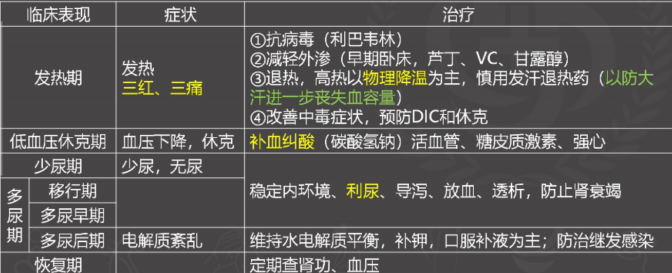 临床表现 症状 治疗
发热期
发热
三红、三痛
①抗病毒（利巴韦林）
②减轻外渗（早期卧床，芦丁、VC、甘露醇）
③退热，高热以物理降温为主，慎用发汗退热药（以防大
汗进一步丧失血容量）
④改善中毒症状，预防DIC和休克
低血压休克期 血压下降，休克 补血纠酸（碳酸氢钠）活血管、糖皮质激素、强心
少尿期 少尿，无尿
稳定内环境、利尿、导泻、放血、透析，防止肾衰竭
多尿期
移行期
多尿早期
多尿后期 电解质紊乱 维持水电解质平衡，补钾，口服补液为主；防治继发感染
恢复期 定期查肾功、血压